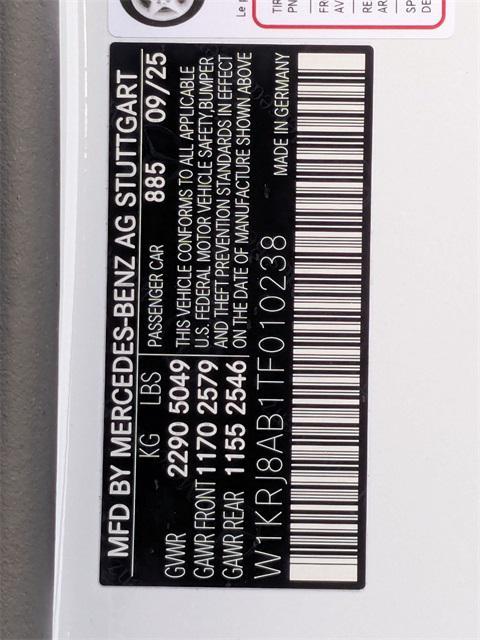 MFD BY MERCEDES-BENZ AG STUTTGART
KG LBS PASSENGER CAR 885 09/25
GVWR 2290 5049
GAWR FRONT 1170 2579
GAWR REAR 1155 2546
THIS VEHICLE CONFORMS TO ALL APPLICABLE
U.S. FEDERAL MOTOR VEHICLE SAFETY,BUMPER
AND THEFT PREVENTION STANDARDS IN EFFECT
ON THE DATE OF MANUFACTURE SHOWN ABOVE
W1KRJ8AB1TF010238
MADE IN GERMANY